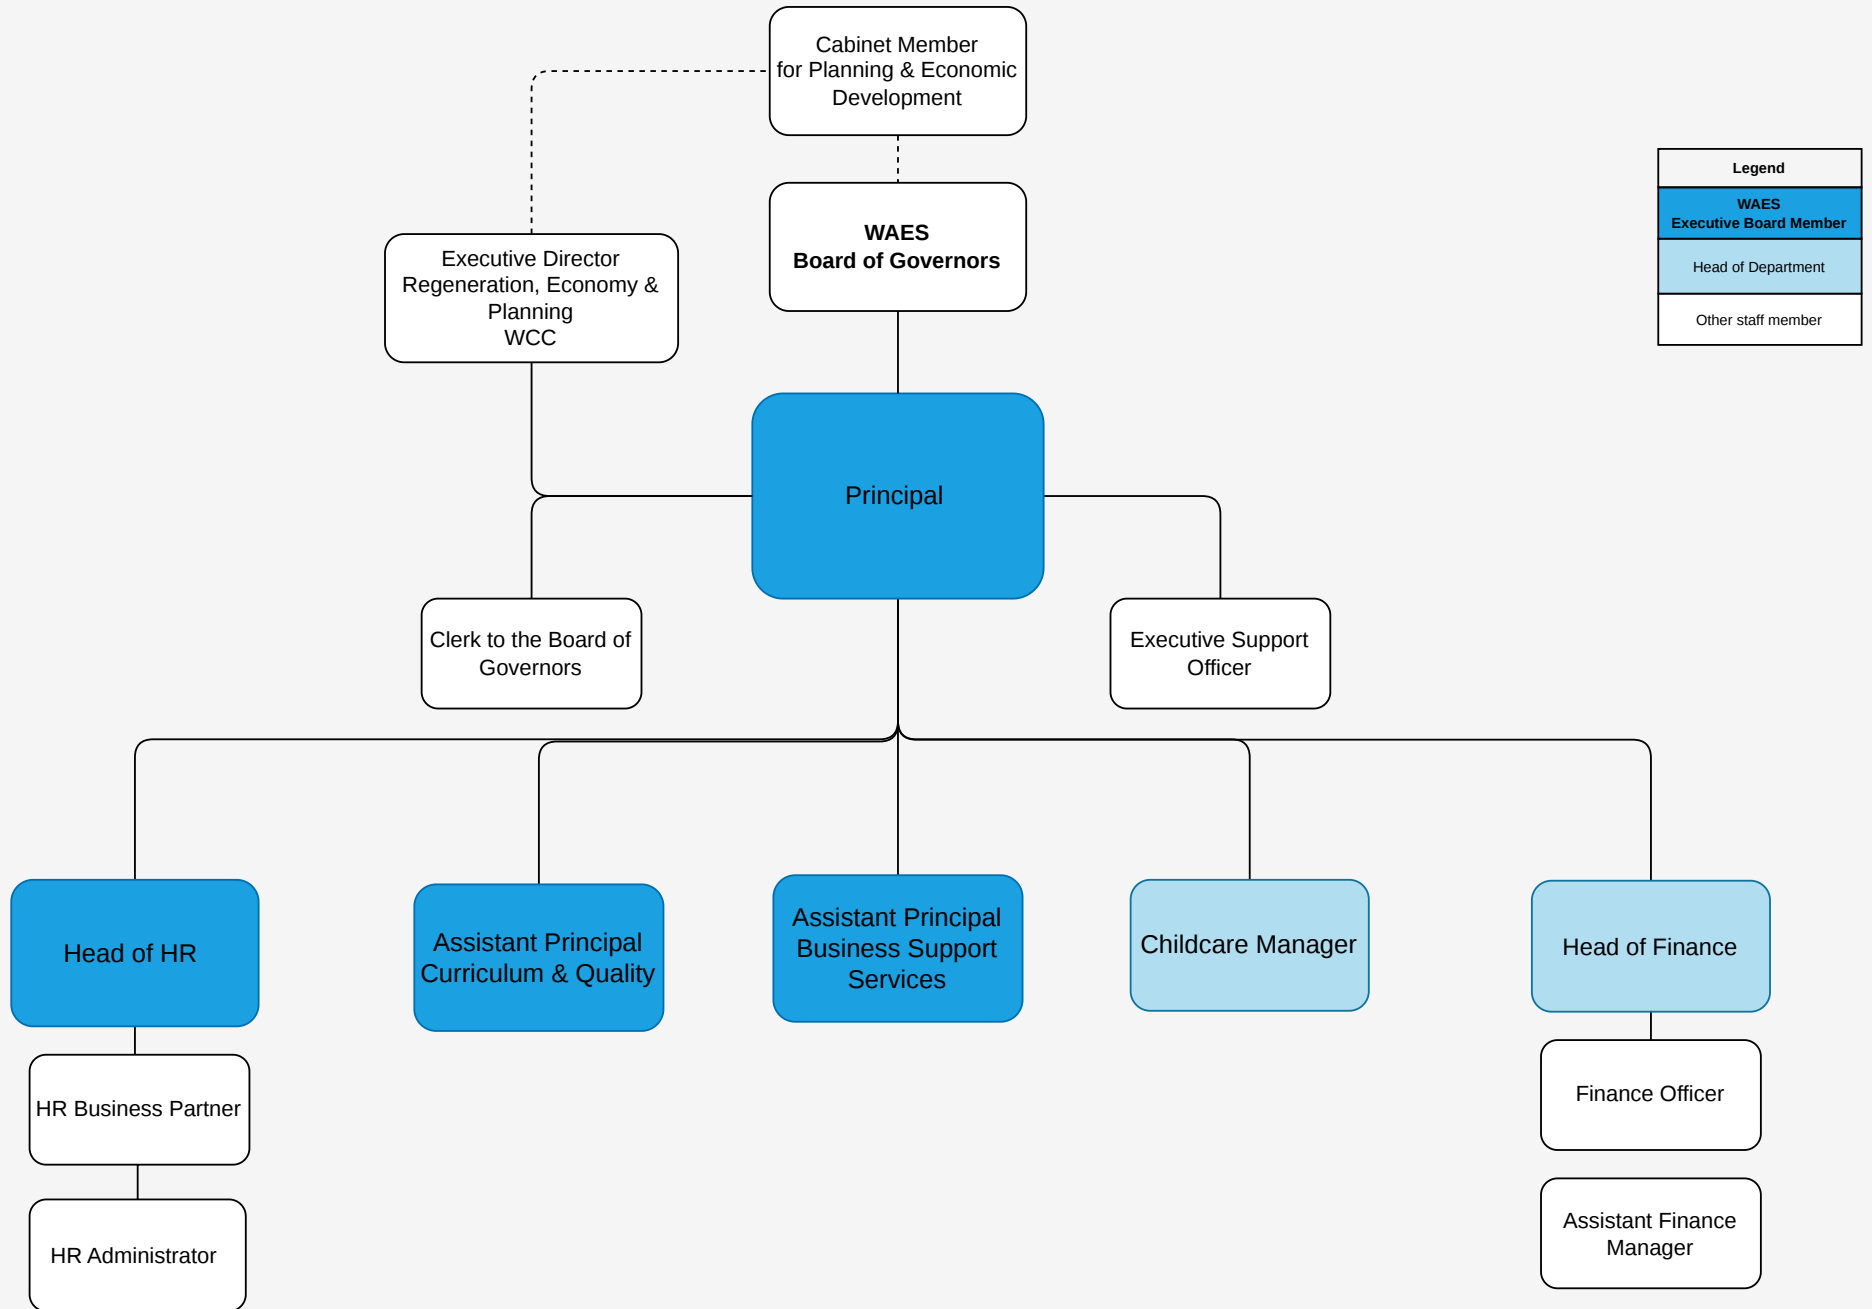 Cabinet Member
for Planning & Economic
Development
WAES
Board of Governors
Executive Director
Regeneration, Economy &
Planning
WCC
Legend
WAES
Executive Board Member
Head of Department
Other staff member
Principal
Clerk to the Board of
Governors
Executive Support
Officer
Head of HR
Assistant Principal
Curriculum & Quality
Assistant Principal
Business Support
Services
Childcare Manager
Head of Finance
HR Business Partner
Finance Officer
HR Administrator
Assistant Finance
Manager